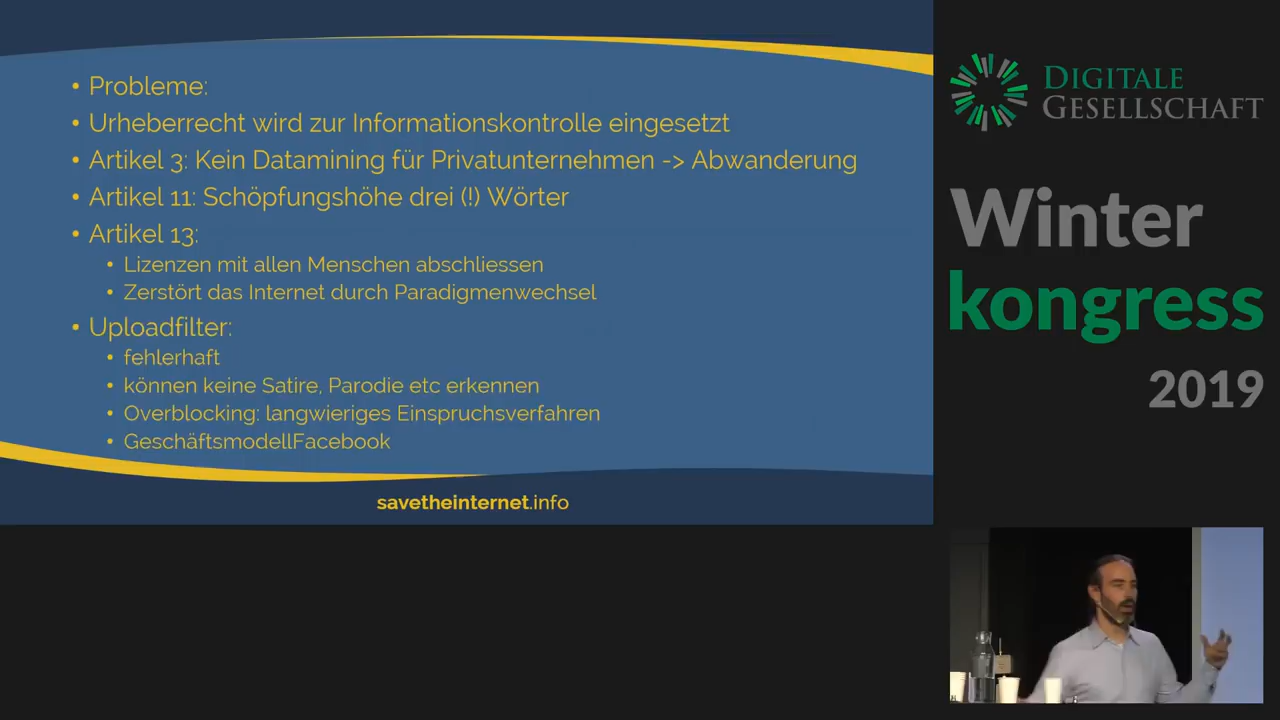 • Probleme:
• Urheberrecht wird zur Informationskontrolle eingesetzt
• Artikel 3: Kein Datamining für Privatunternehmen -> Abwanderung
• Artikel 11: Schöpfungshöhe drei (!) Wörter
• Artikel 13:
• Lizenzen mit allen Menschen abschliessen
• Zerstört das Internet durch Paradigmenwechsel
• Uploadfilter:
• fehlerhaft
• können keine Satire, Parodie etc erkennen
• Overblocking: langwieriges Einspruchsverfahren
• GeschäftsmodellFacebook
savetheinternet.info
DIGITALE
GESELLSCHAFT
Winter
kongress
2019